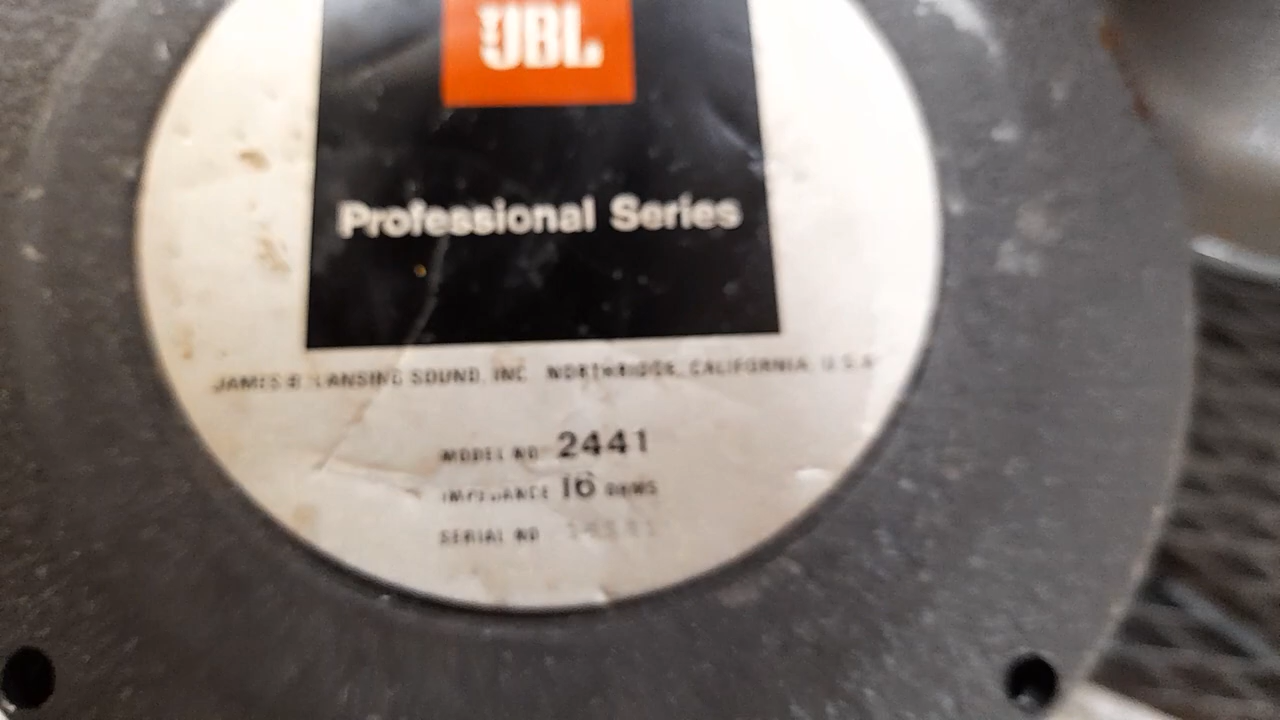 JBL
Professional Series
JAMES B. LANSING SOUND, INC. NORTHRIDGE, CALIFORNIA, U.S.A.
MODEL NO 2441
IMPEDANCE 16 OHMS
SERIAL NO